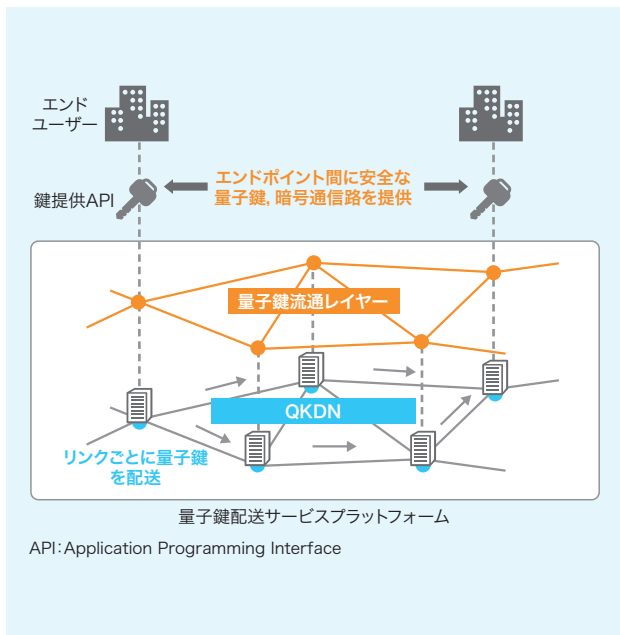 エンド
ユーザー
鍵提供API
エンドポイント間に安全な
量子鍵, 暗号通信路を提供
量子鍵流通レイヤー
QKDN
リンクごとに量子鍵
を配送
量子鍵配送サービスプラットフォーム
API：Application Programming Interface